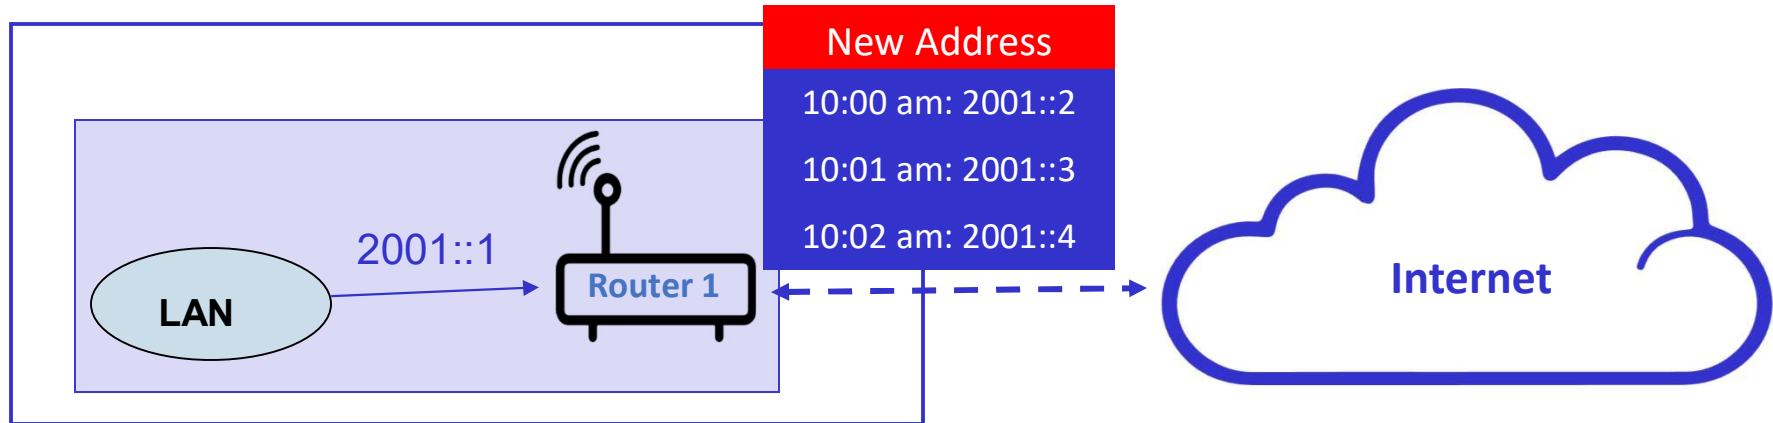 New Address
10:00 am: 2001::2
10:01 am: 2001::3
10:02 am: 2001::4
2001::1
LAN
Router 1
Internet